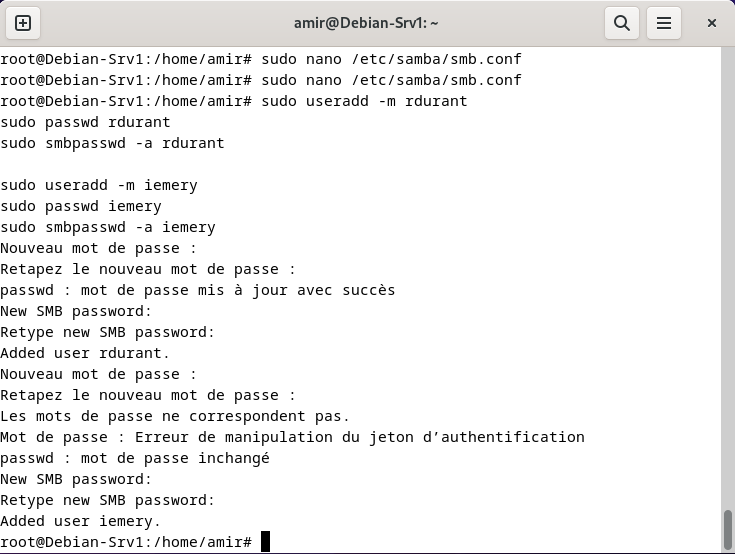 amir@Debian-Srv1: ~
root@Debian-Srv1:/home/amir# sudo nano /etc/samba/smb.conf
root@Debian-Srv1:/home/amir# sudo nano /etc/samba/smb.conf
root@Debian-Srv1:/home/amir# sudo useradd -m rdurant
sudo passwd rdurant
sudo smbpasswd -a rdurant

sudo useradd -m iemery
sudo passwd iemery
sudo smbpasswd -a iemery
Nouveau mot de passe :
Retapez le nouveau mot de passe :
passwd : mot de passe mis à jour avec succès
New SMB password:
Retype new SMB password:
Added user rdurant.
Nouveau mot de passe :
Retapez le nouveau mot de passe :
Les mots de passe ne correspondent pas.
Mot de passe : Erreur de manipulation du jeton d’authentification
passwd : mot de passe inchangé
New SMB password:
Retype new SMB password:
Added user iemery.
root@Debian-Srv1:/home/amir#